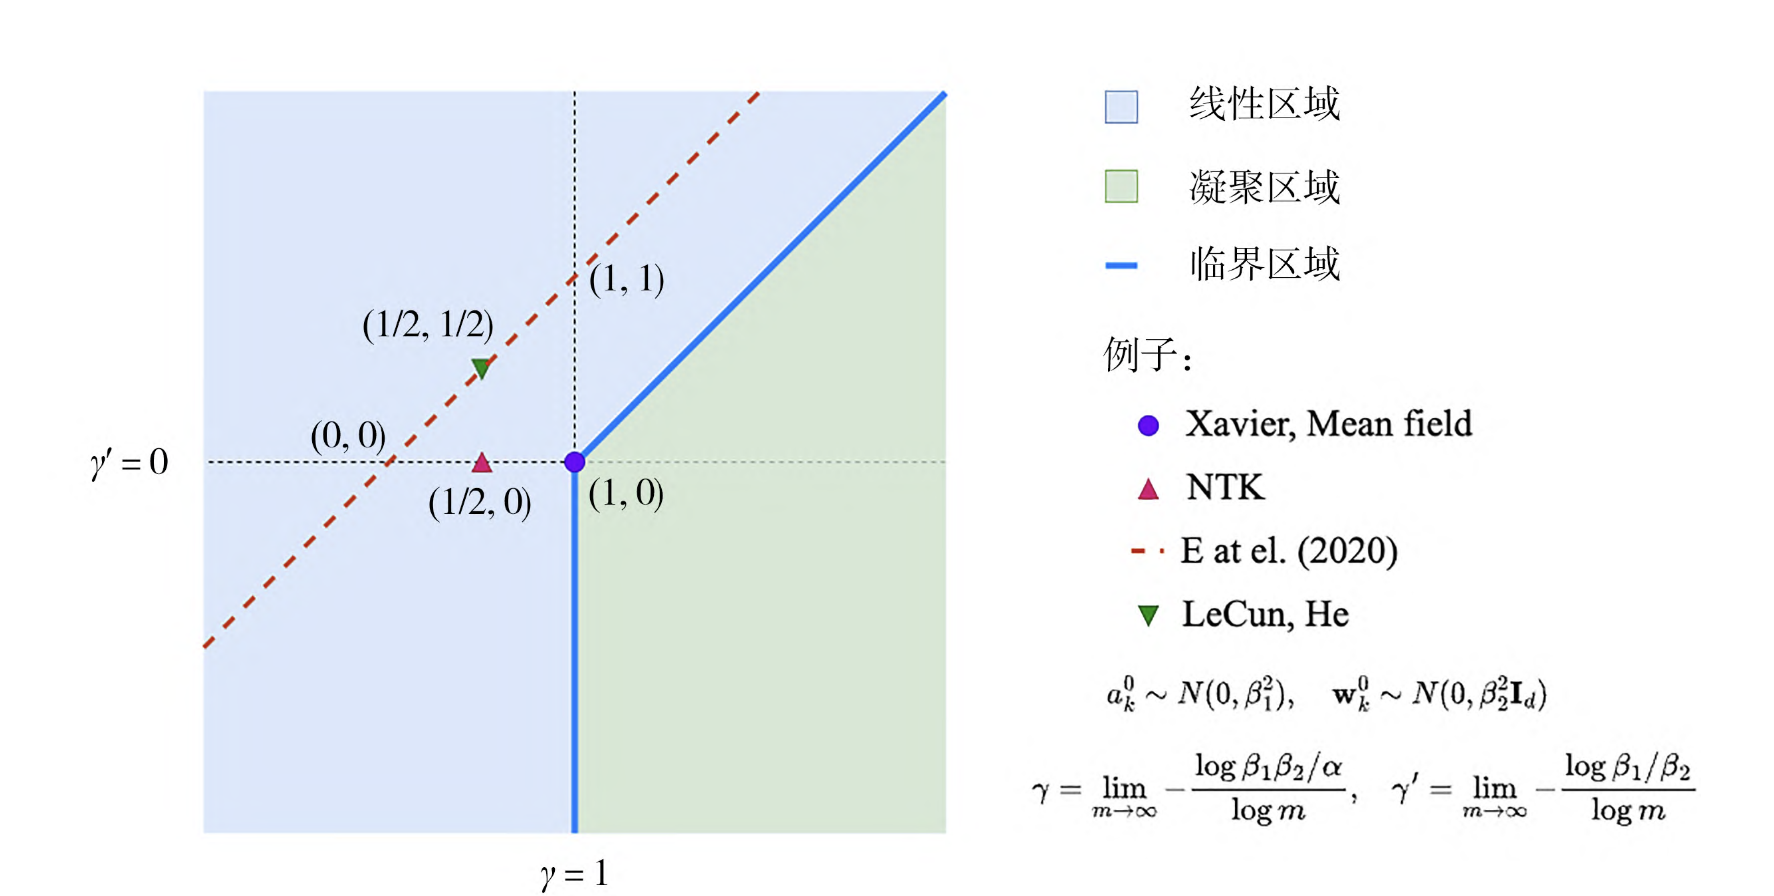 线性区域
凝聚区域
临界区域
(1, 1)
(1/2, 1/2)
(0, 0)
γ′ = 0
(1/2, 0)
(1, 0)
γ = 1
例子：
Xavier, Mean field
NTK
E at el. (2020)
LeCun, He
a_k^0 ∼ N(0, β_1^2), w_k^0 ∼ N(0, β_2^2 I_d)
γ = lim_{m→∞} − \frac{log β_1β_2/α}{log m}, γ′ = lim_{m→∞} − \frac{log β_1/β_2}{log m}